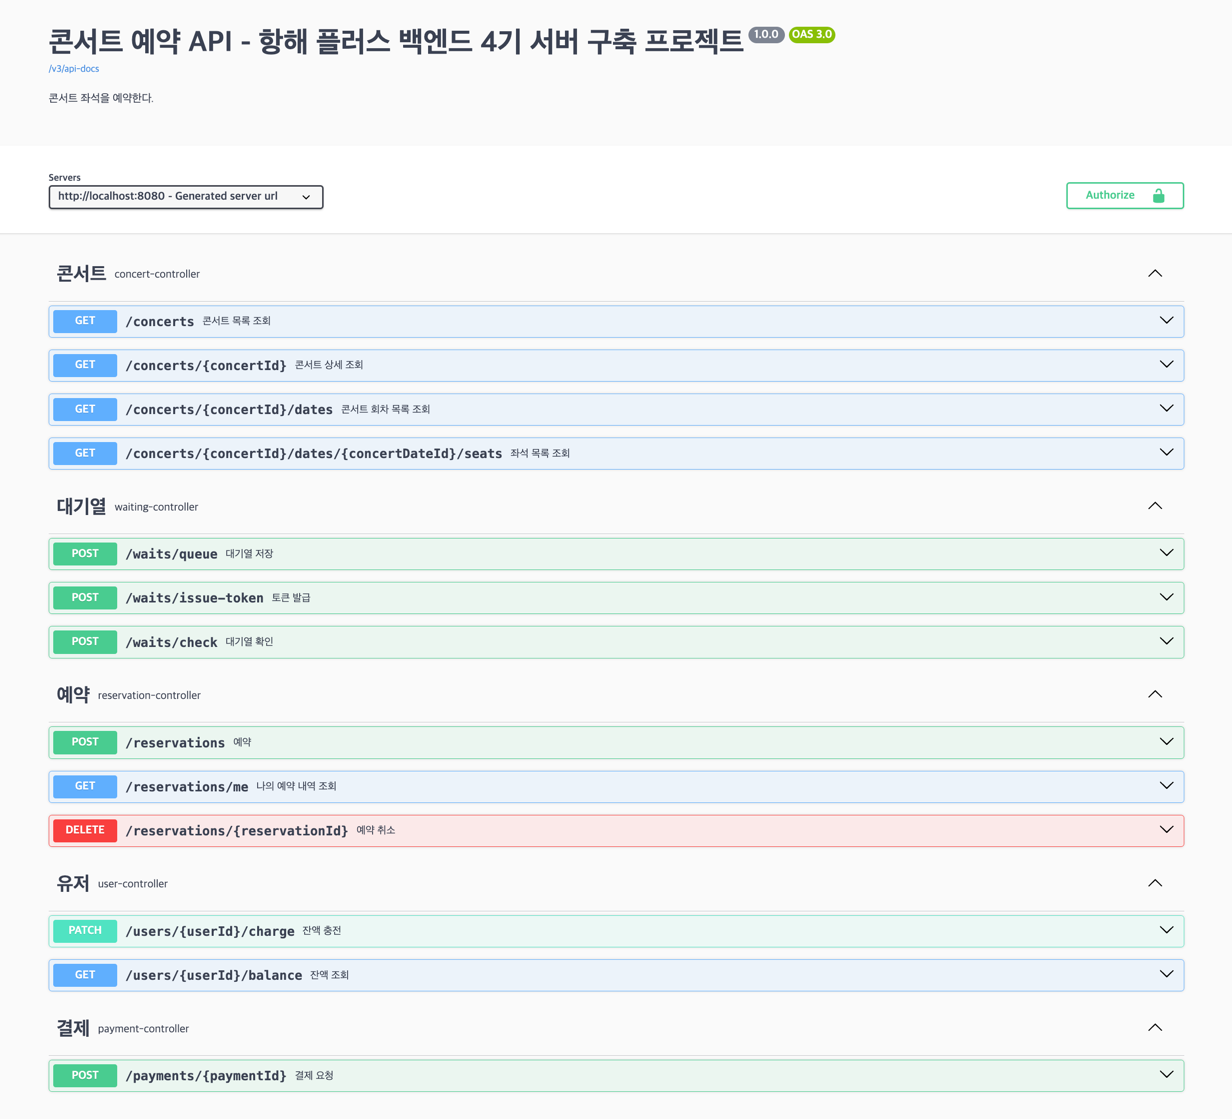 콘서트 예약 API - 항해 플러스 백엔드 4기 서버 구축 프로젝트 1.0.0 OAS 3.0
/v3/api-docs
콘서트 좌석을 예약한다.
Servers
http://localhost:8080 - Generated server url
Authorize
콘서트 concert-controller
GET /concerts 콘서트 목록 조회
GET /concerts/{concertId} 콘서트 상세 조회
GET /concerts/{concertId}/dates 콘서트 회차 목록 조회
GET /concerts/{concertId}/dates/{concertDateId}/seats 좌석 목록 조회
대기열 waiting-controller
POST /waits/queue 대기열 저장
POST /waits/issue-token 토큰 발급
POST /waits/check 대기열 확인
예약 reservation-controller
POST /reservations 예약
GET /reservations/me 나의 예약 내역 조회
DELETE /reservations/{reservationId} 예약 취소
유저 user-controller
PATCH /users/{userId}/charge 잔액 충전
GET /users/{userId}/balance 잔액 조회
결제 payment-controller
POST /payments/{paymentId} 결제 요청